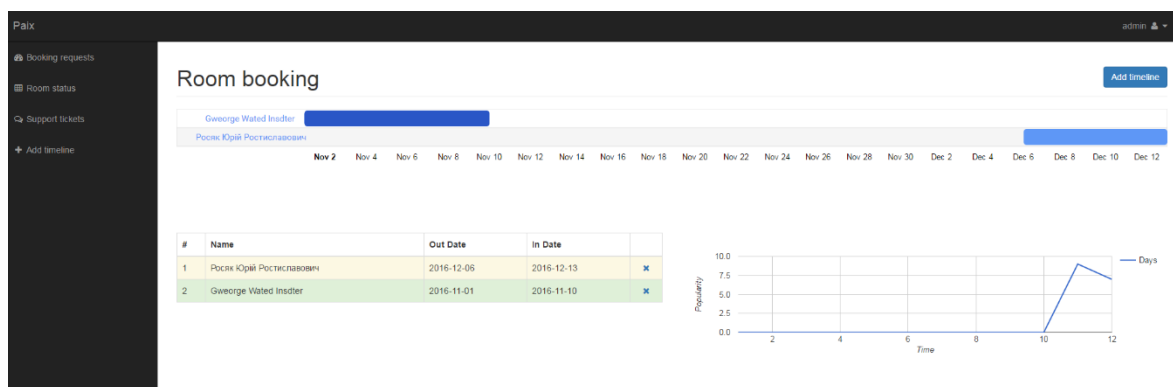 Paix
admin
Booking requests
Room status
Support tickets
Add timeline
Room booking
Add timeline
Gweorge Wated Insdter
Росяк Юрій Ростиславович
Nov 2 Nov 4 Nov 6 Nov 8 Nov 10 Nov 12 Nov 14 Nov 16 Nov 18 Nov 20 Nov 22 Nov 24 Nov 26 Nov 28 Nov 30 Dec 2 Dec 4 Dec 6 Dec 8 Dec 10 Dec 12
# Name Out Date In Date
1 Росяк Юрій Ростиславович 2016-12-06 2016-12-13
2 Gweorge Wated Insdter 2016-11-01 2016-11-10
10.0
7.5
5.0
2.5
0.0
Popularity
2 4 6 8 10 12
Time
Days